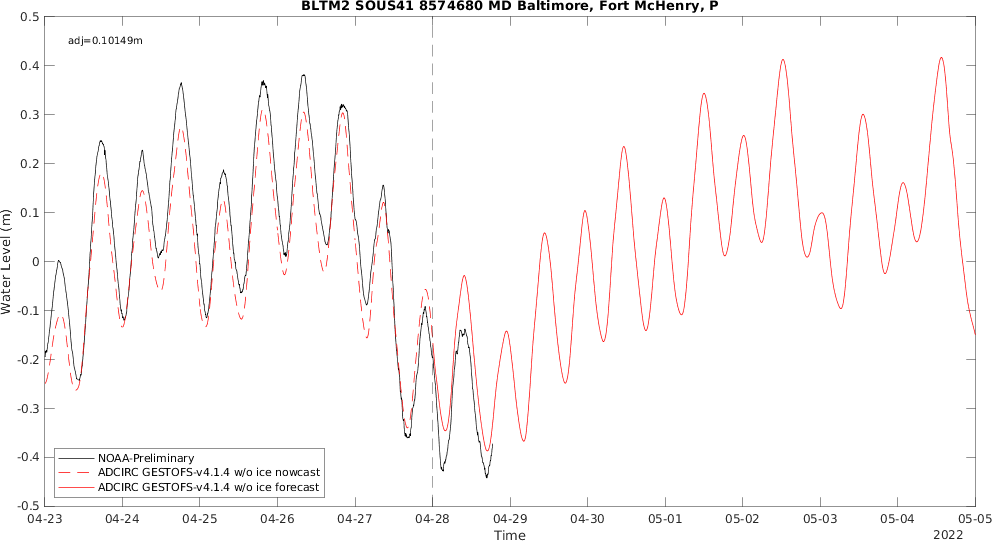 BLTM2 SOUS41 8574680 MD Baltimore, Fort McHenry, P
adj=0.10149m
0.5
0.4
0.3
0.2
0.1
0
-0.1
-0.2
-0.3
-0.4
-0.5
Water Level (m)
NOAA-Preliminary
ADCIRC GESTOFS-v4.1.4 w/o ice nowcast
ADCIRC GESTOFS-v4.1.4 w/o ice forecast
04-23 04-24 04-25 04-26 04-27 04-28 04-29 04-30 05-01 05-02 05-03 05-04 05-05
Time
2022